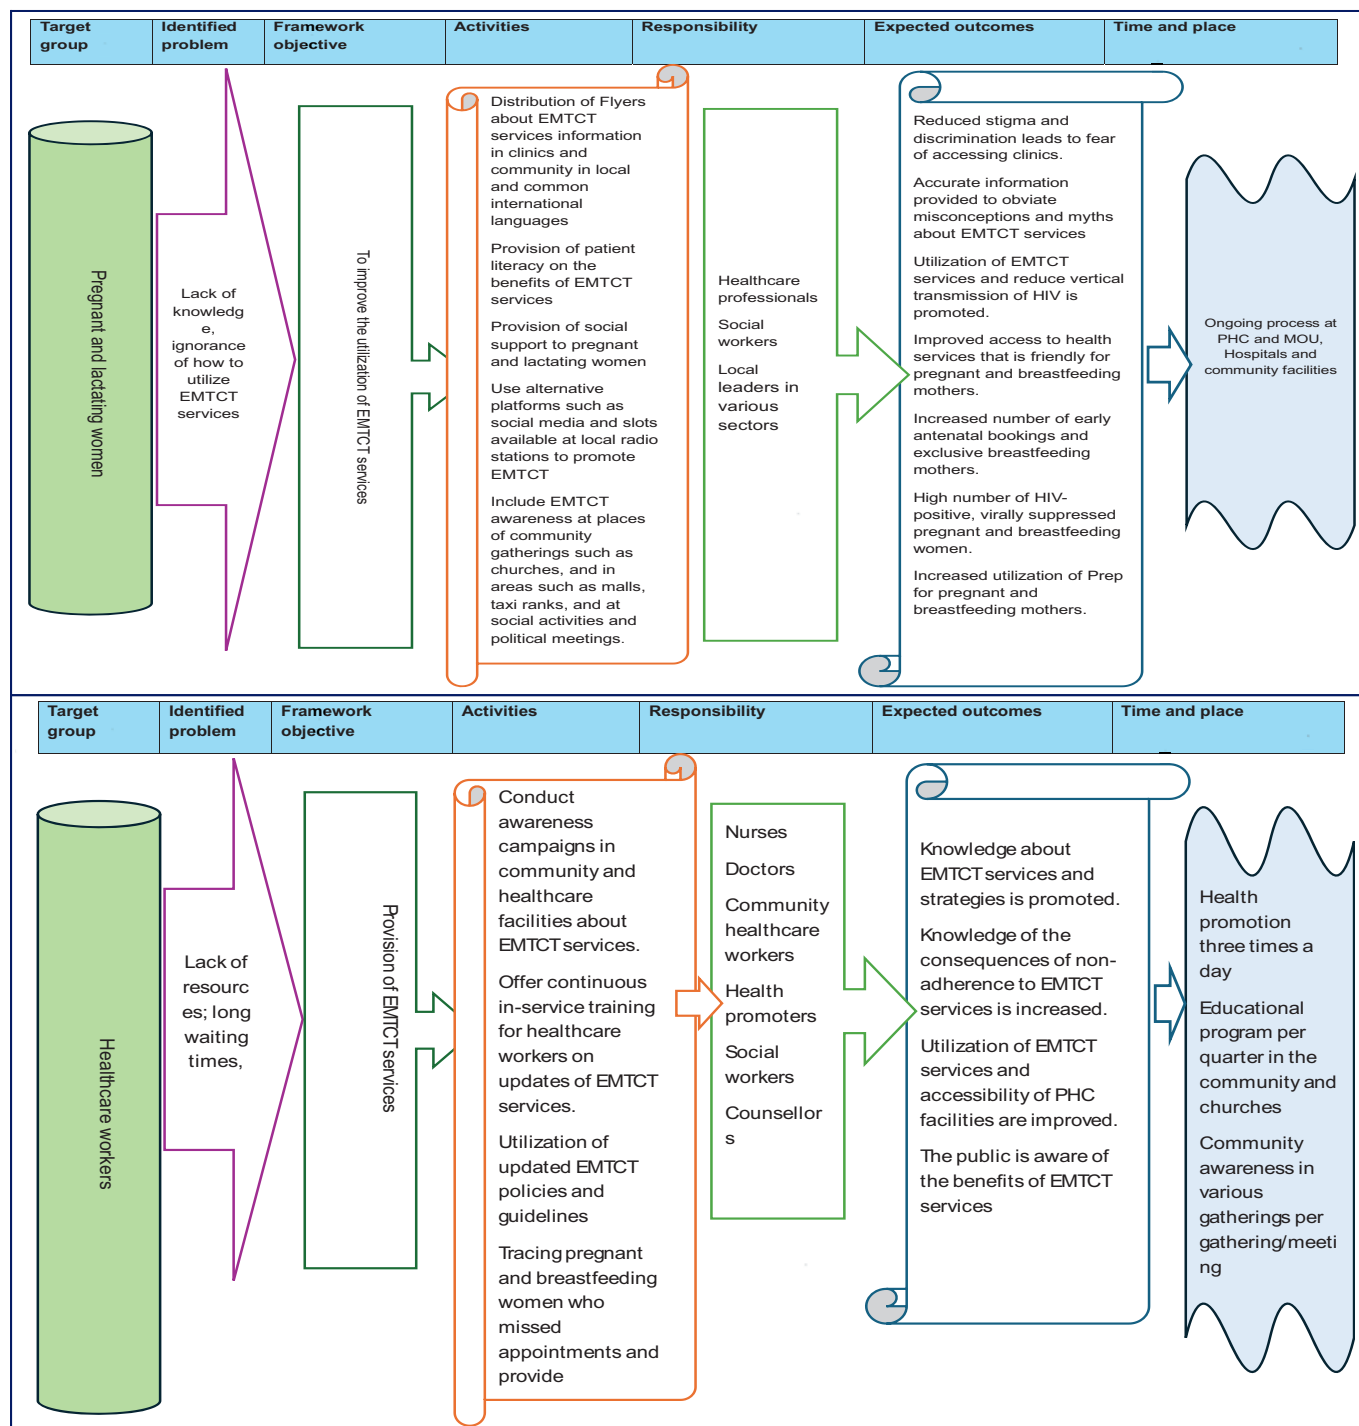 Target group
Identified problem
Framework objective
Activities
Responsibility
Expected outcomes
Time and place
Pregnant and lactating women
Lack of
knowledg
e,
ignorance
of how to
utilize
EMTCT
services
To improve the utilization of EMTCT services
Distribution of Flyers
about EMTCT
services information
in clinics and
community in local
and common
international
languages
Provision of patient
literacy on the
benefits of EMTCT
services
Provision of social
support to pregnant
and lactating women
Use alternative
platforms such as
social media and slots
available at local radio
stations to promote
EMTCT
Include EMTCT
awareness at places
of community
gatherings such as
churches, and in
areas such as malls,
taxi ranks, and at
social activities and
political meetings.
Healthcare
professionals
Social
workers
Local
leaders in
various
sectors
Reduced stigma and
discrimination leads to fear
of accessing clinics.
Accurate information
provided to obviate
misconceptions and myths
about EMTCT services
Utilization of EMTCT
services and reduce vertical
transmission of HIV is
promoted.
Improved access to health
services that is friendly for
pregnant and breastfeeding
mothers.
Increased number of early
antenatal bookings and
exclusive breastfeeding
mothers.
High number of HIV-
positive, virally suppressed
pregnant and breastfeeding
women.
Increased utilization of Prep
for pregnant and
breastfeeding mothers.
Ongoing process at
PHC and MOU,
Hospitals and
community facilities
Target group
Identified problem
Framework objective
Activities
Responsibility
Expected outcomes
Time and place
Healthcare workers
Lack of
resourc
es; long
waiting
times,
Provision of EMTCT services
Conduct
awareness
campaigns in
community and
healthcare
facilities about
EMTCT services.
Offer continuous
in-service training
for healthcare
workers on
updates of EMTCT
services.
Utilization of
updated EMTCT
policies and
guidelines
Tracing pregnant
and breastfeeding
women who
missed
appointments and
provide
Nurses
Doctors
Community
healthcare
workers
Health
promoters
Social
workers
Counsellor
s
Knowledge about
EMTCT services and
strategies is promoted.
Knowledge of the
consequences of non-
adherence to EMTCT
services is increased.
Utilization of EMTCT
services and
accessibility of PHC
facilities are improved.
The public is aware of
the benefits of EMTCT
services
Health
promotion
three times a
day
Educational
program per
quarter in the
community and
churches
Community
awareness in
various
gatherings per
gathering/meeti
ng